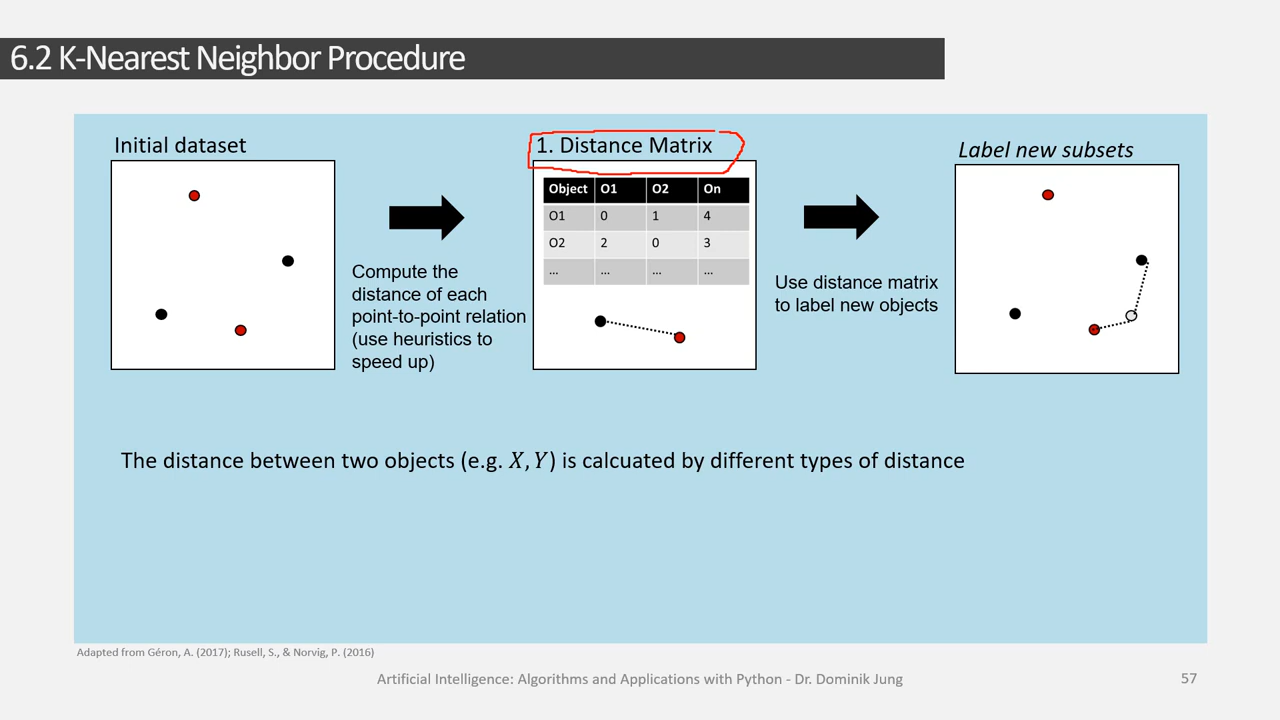 6.2 K-Nearest Neighbor Procedure
Initial dataset
Compute the
distance of each
point-to-point relation
(use heuristics to
speed up)
1. Distance Matrix
Object O1 O2 On
O1 0 1 4
O2 2 0 3
... ... ... ...
Use distance matrix
to label new objects
Label new subsets
The distance between two objects (e.g. X, Y) is calcuated by different types of distance
Adapted from Géron, A. (2017); Rusell, S., & Norvig, P. (2016)
Artificial Intelligence: Algorithms and Applications with Python - Dr. Dominik Jung
57